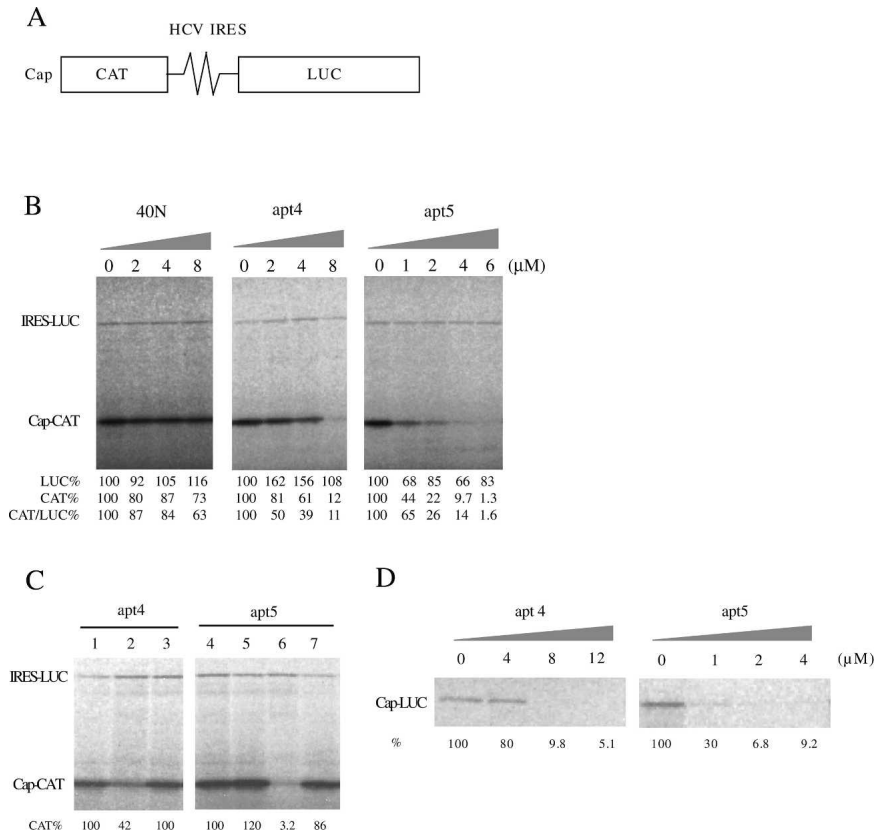 A
HCV IRES
Cap CAT LUC
B
40N apt4 apt5
0 2 4 8 0 2 4 8 0 1 2 4 6 (μM)
IRES-LUC
Cap-CAT
LUC% 100 92 105 116 100 162 156 108 100 68 85 66 83
CAT% 100 80 87 73 100 81 61 12 100 44 22 9.7 1.3
CAT/LUC% 100 87 84 63 100 50 39 11 100 65 26 14 1.6
C
apt4 apt5
1 2 3 4 5 6 7
IRES-LUC
Cap-CAT
CAT% 100 42 100 100 120 3.2 86
D
apt 4 apt5
0 4 8 12 0 1 2 4 (μM)
Cap-LUC
% 100 80 9.8 5.1 100 30 6.8 9.2